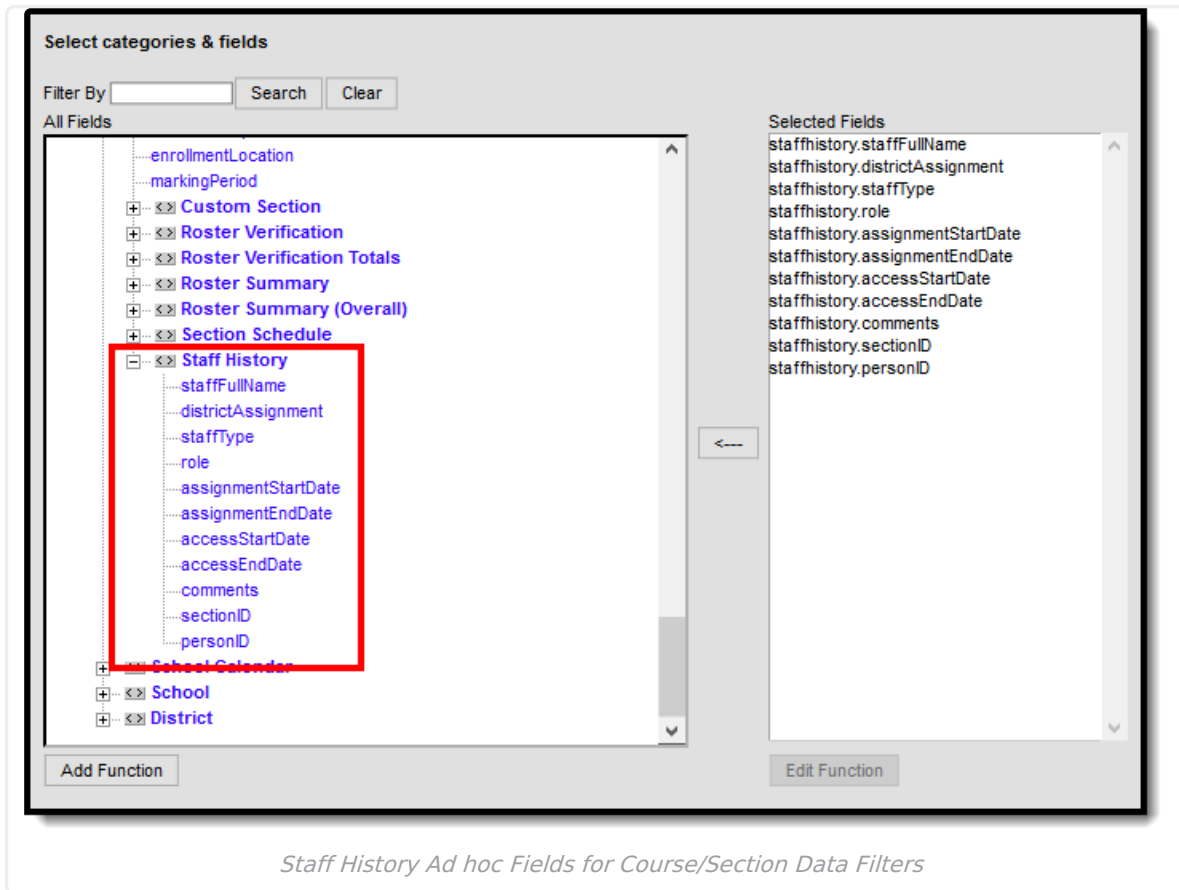 Select categories & fields
Filter By Search Clear
All Fields
enrollmentLocation
markingPeriod
Custom Section
Roster Verification
Roster Verification Totals
Roster Summary
Roster Summary (Overall)
Section Schedule
Staff History
staffFullName
districtAssignment
staffType
role
assignmentStartDate
assignmentEndDate
accessStartDate
accessEndDate
comments
sectionID
personID
School Calendar
School
District
Add Function
<---
Selected Fields
staffhistory.staffFullName
staffhistory.districtAssignment
staffhistory.staffType
staffhistory.role
staffhistory.assignmentStartDate
staffhistory.assignmentEndDate
staffhistory.accessStartDate
staffhistory.accessEndDate
staffhistory.comments
staffhistory.sectionID
staffhistory.personID
Edit Function
Staff History Ad hoc Fields for Course/Section Data Filters